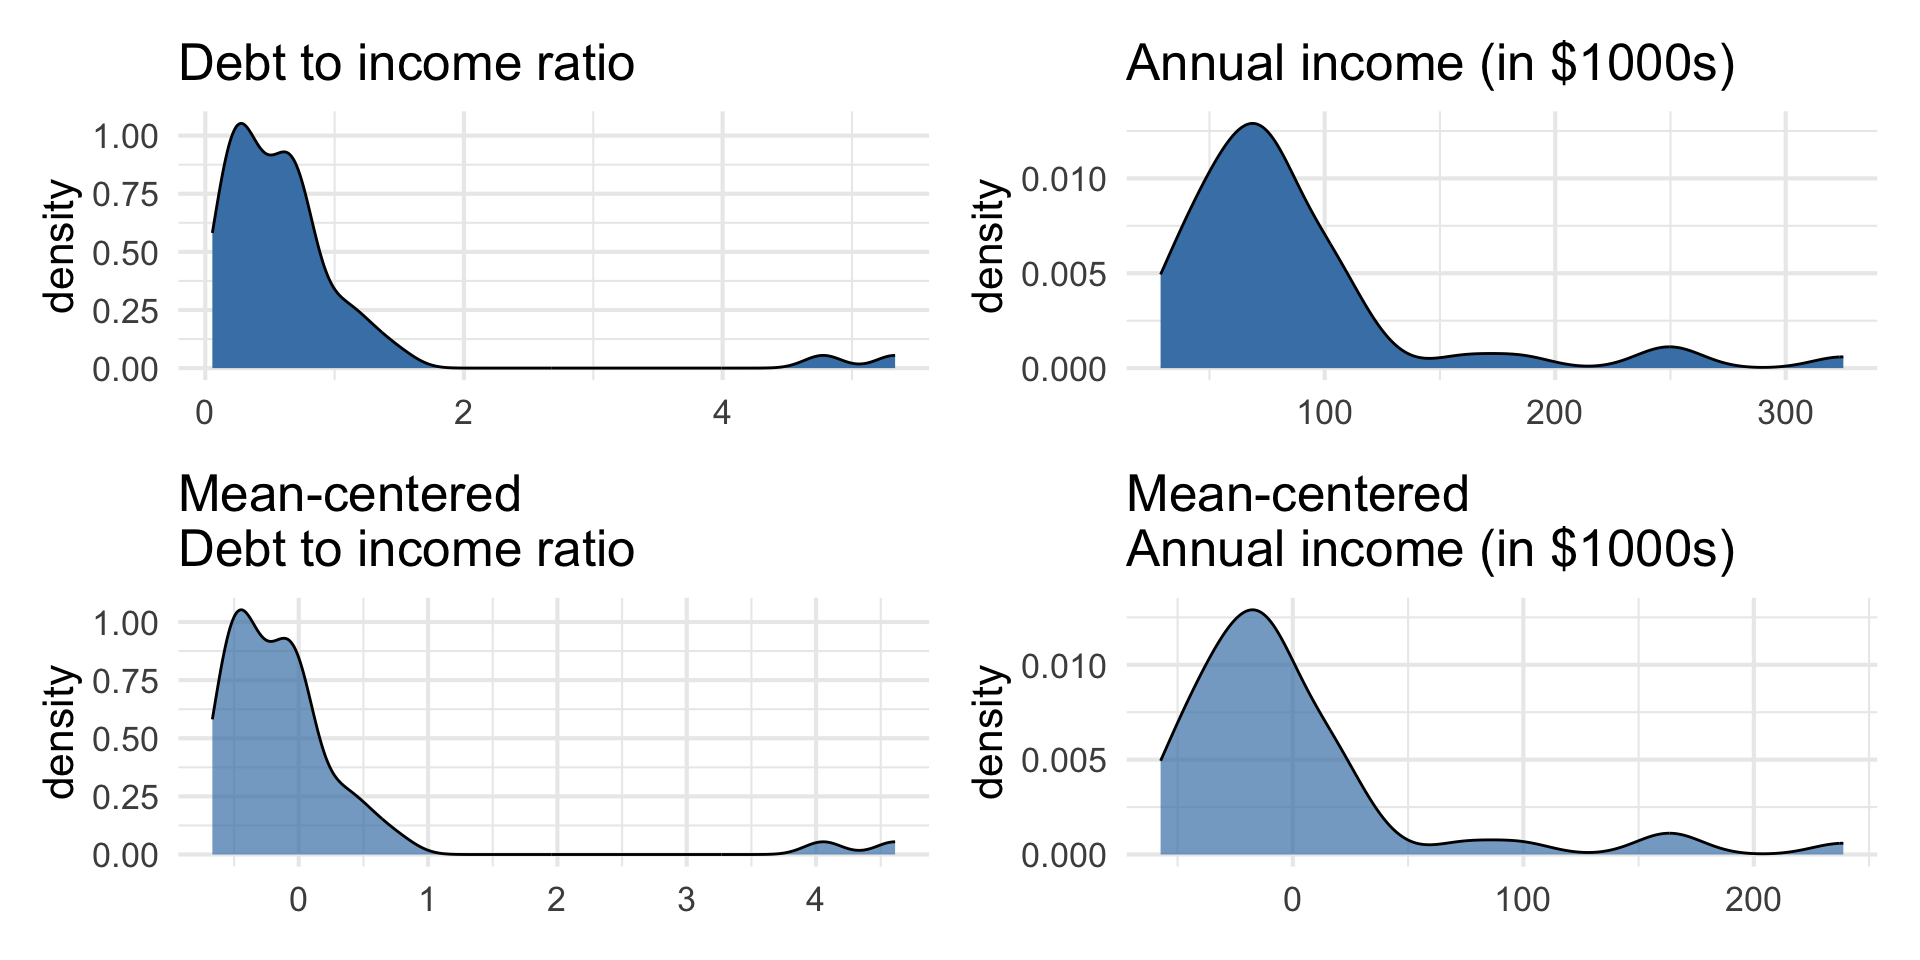 Debt to income ratio
density
1.00
0.75
0.50
0.25
0.00
0 2 4
Annual income (in $1000s)
density
0.010
0.005
0.000
100 200 300
Mean-centered
Debt to income ratio
density
1.00
0.75
0.50
0.25
0.00
0 1 2 3 4
Mean-centered
Annual income (in $1000s)
density
0.010
0.005
0.000
0 100 200